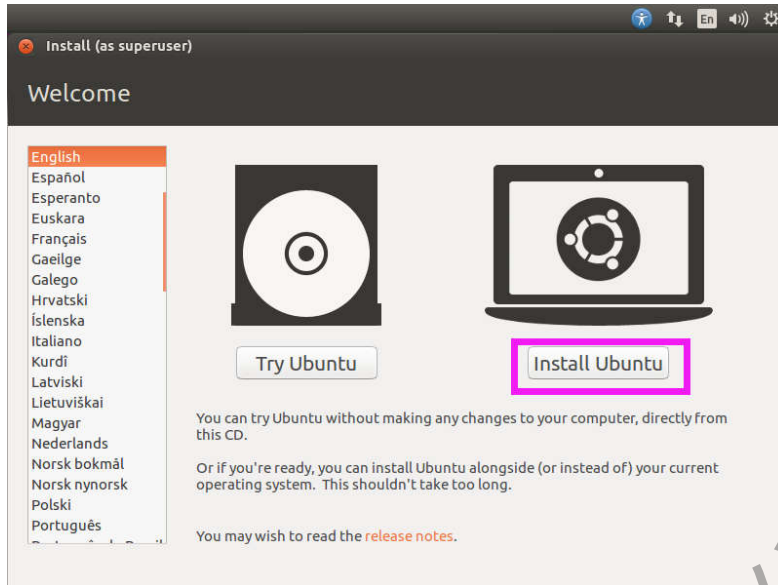 En
Install (as superuser)
Welcome
English
Español
Esperanto
Euskara
Français
Gaeilge
Galego
Hrvatski
Íslenska
Italiano
Kurdî
Latviski
Lietuviškai
Magyar
Nederlands
Norsk bokmål
Norsk nynorsk
Polski
Português
Try Ubuntu
Install Ubuntu
You can try Ubuntu without making any changes to your computer, directly from
this CD.
Or if you're ready, you can install Ubuntu alongside (or instead of) your current
operating system. This shouldn't take too long.
You may wish to read the release notes.